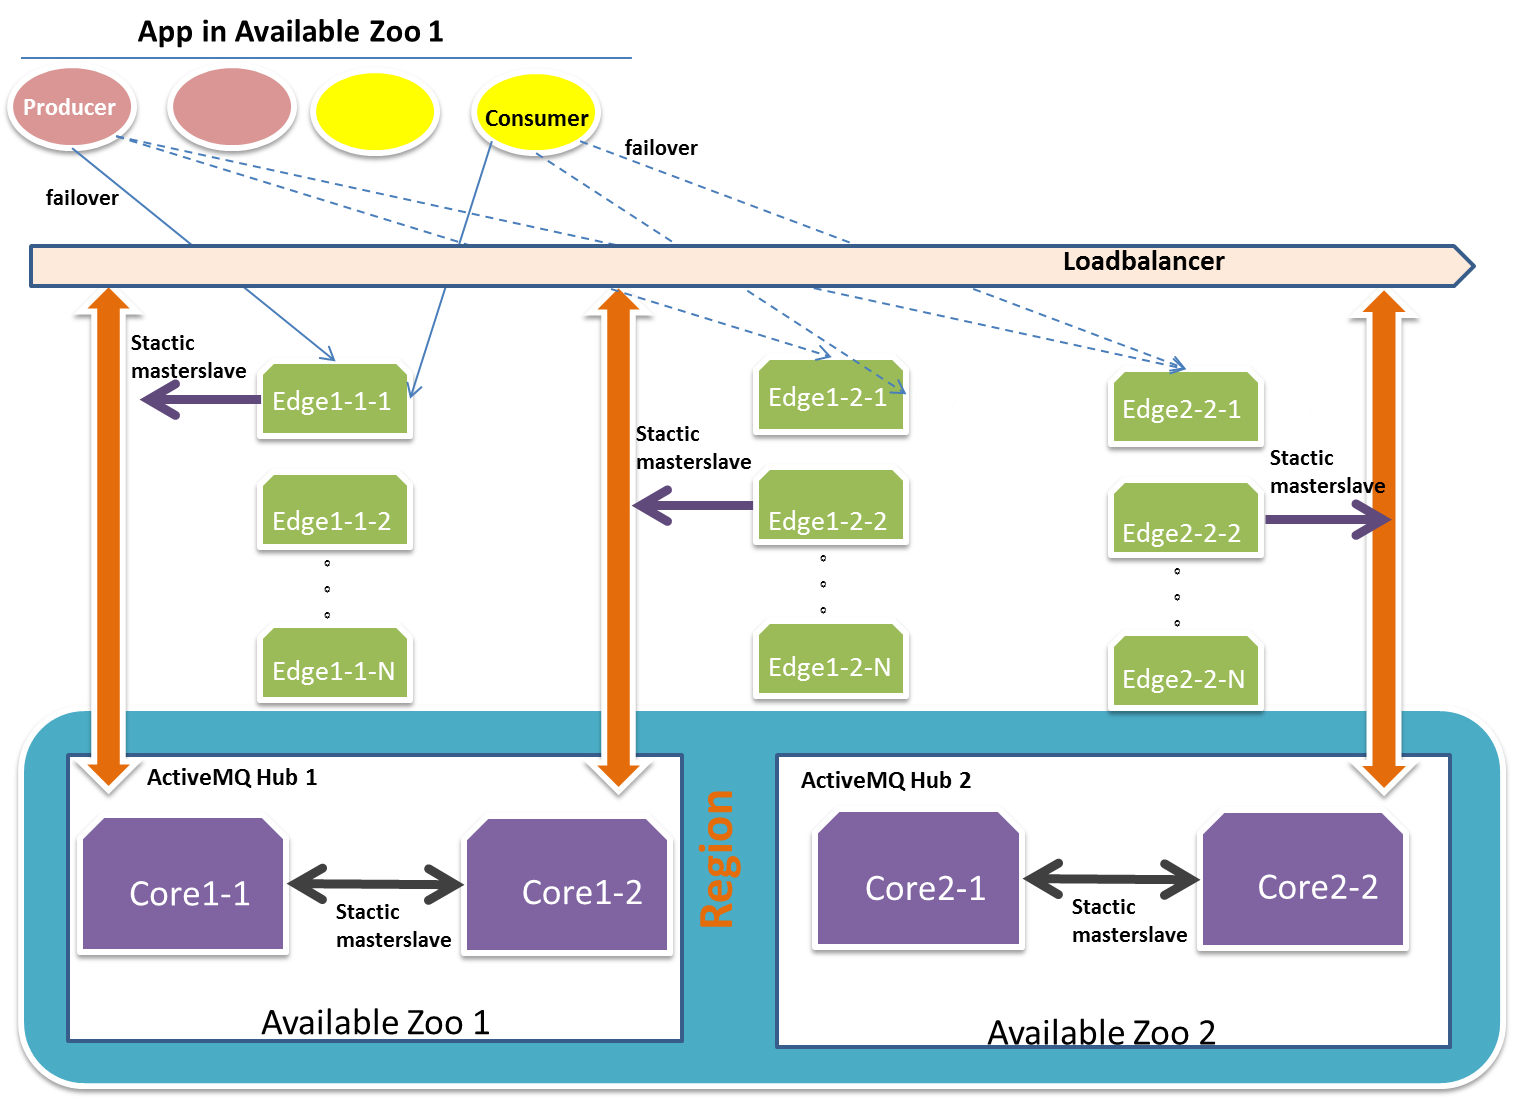 App in Available Zoo 1
Producer
Consumer
failover
failover
Loadbalancer
Stactic
masterslave
Edge1-1-1
Edge1-2-1
Edge2-2-1
Stactic
masterslave
Stactic
masterslave
Edge1-1-2
Edge1-2-2
Edge2-2-2
Edge1-1-N
Edge1-2-N
Edge2-2-N
ActiveMQ Hub 1
ActiveMQ Hub 2
Region
Core1-1
Core1-2
Core2-1
Core2-2
Stactic
masterslave
Stactic
masterslave
Available Zoo 1
Available Zoo 2